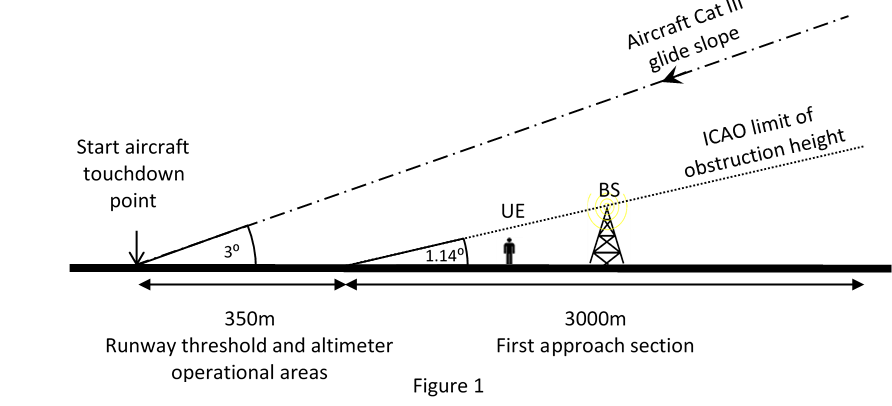 Aircraft Cat III
glide slope
ICAO limit of
obstruction height
Start aircraft
touchdown
point
BS
UE
3º
1.14º
350m
Runway threshold and altimeter
operational areas
3000m
First approach section
Figure 1